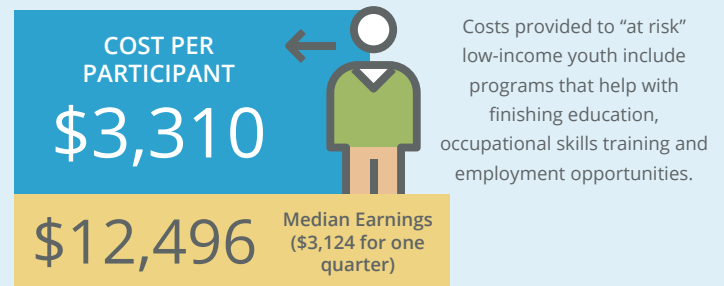 COST PER
PARTICIPANT
$3,310
Costs provided to “at risk”
low-income youth include
programs that help with
finishing education,
occupational skills training and
employment opportunities.
$12,496
Median Earnings
($3,124 for one
quarter)